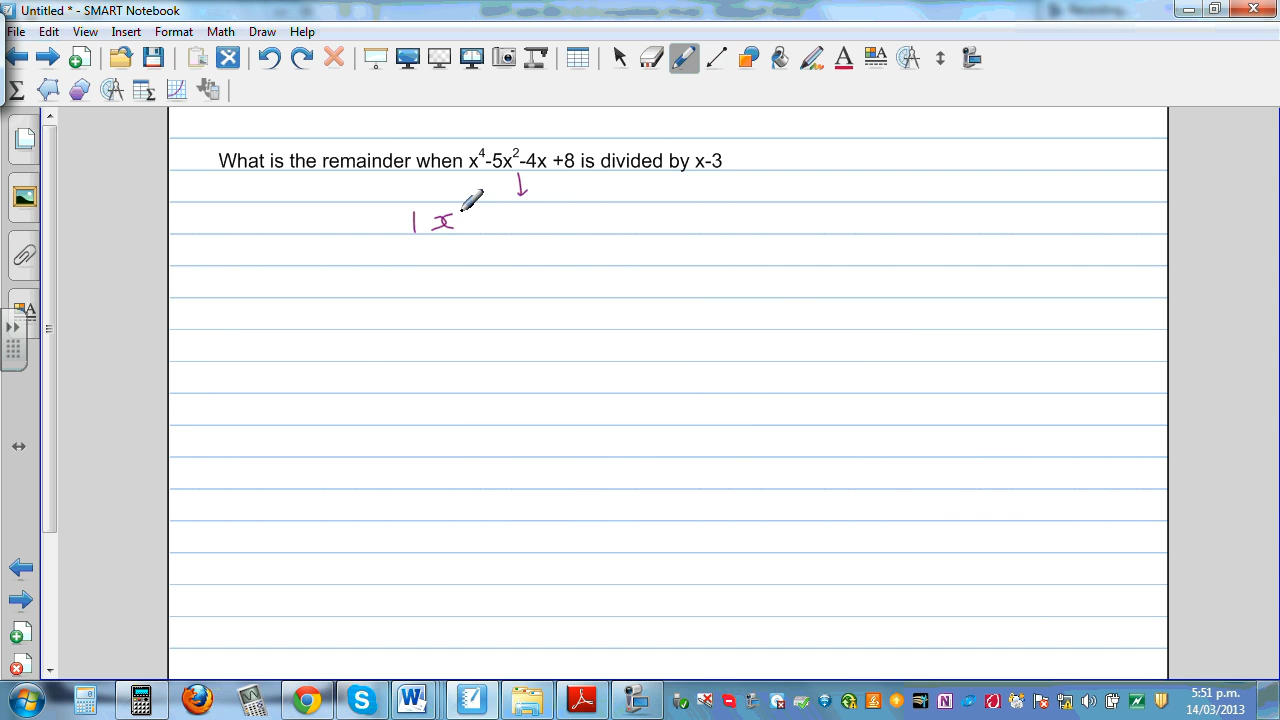 Untitled * - SMART Notebook
File Edit View Insert Format Math Draw Help
What is the remainder when x⁴-5x²-4x +8 is divided by x-3
1 x
5:51 p.m.
14/03/2013